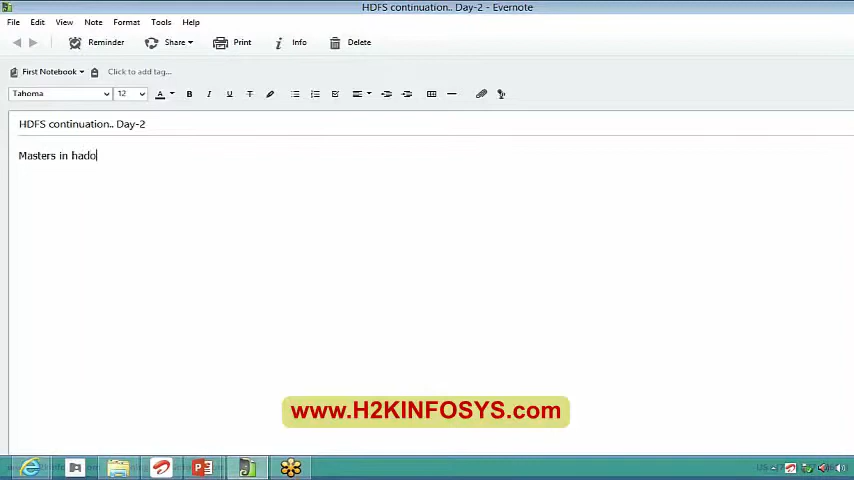 HDFS continuation.. Day-2 - Evernote
File Edit View Note Format Tools Help
Reminder Share Print Info Delete
First Notebook Click to add tag...
Tahoma 12 A B I U T
HDFS continuation.. Day-2
Masters in hado
www.H2KINFOSYS.com
US